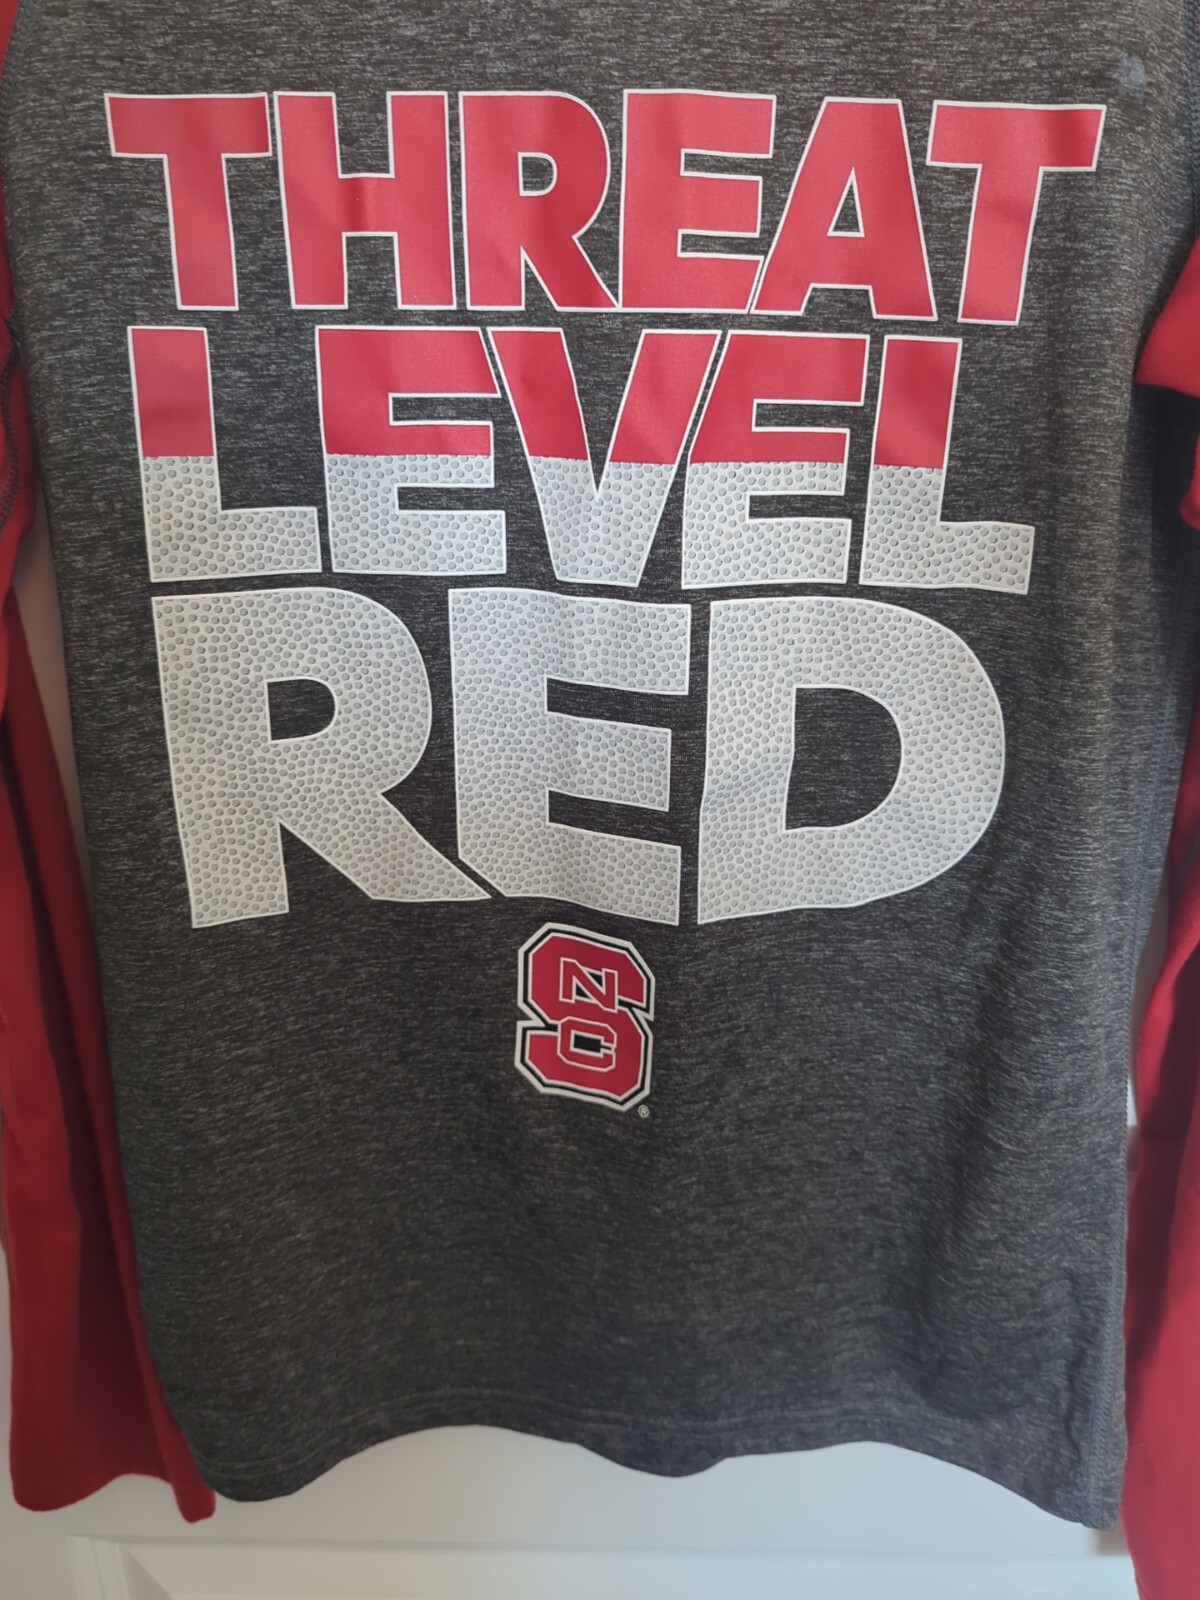 THREAT
LEVEL
RED
NCS
®